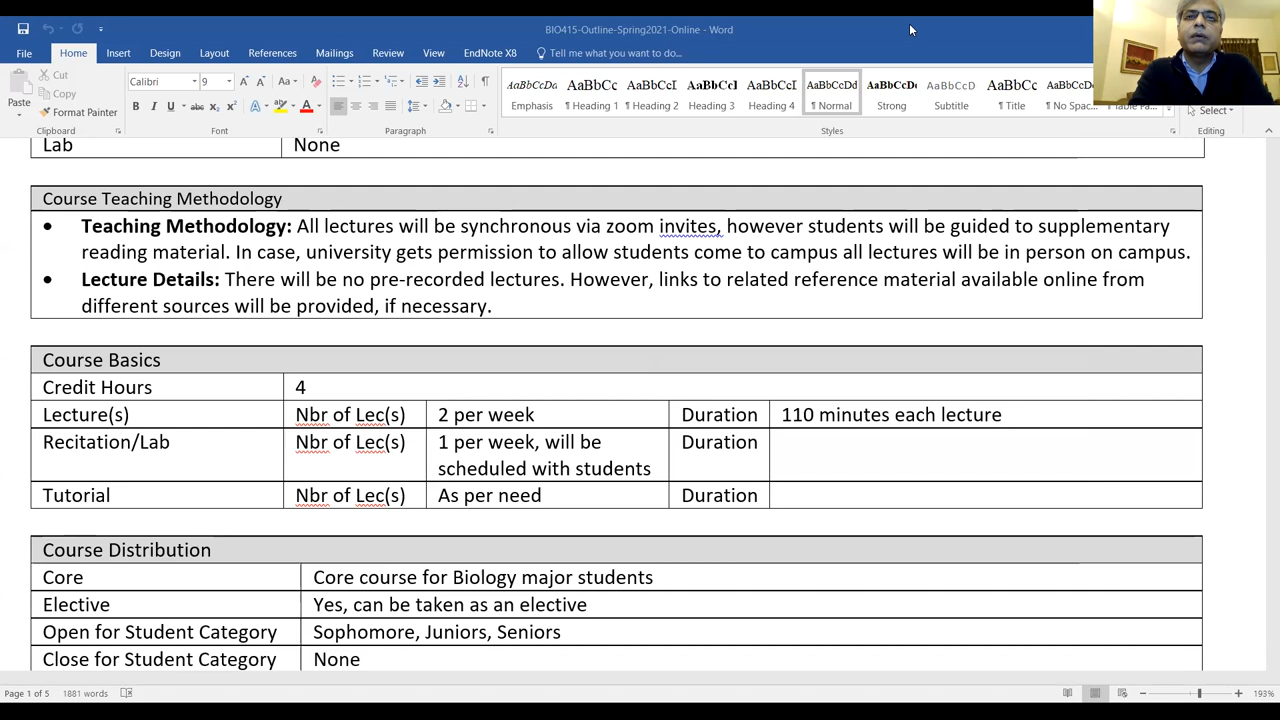 BIO415-Outline-Spring2021-Online - Word
File Home Insert Design Layout References Mailings Review View EndNote X8 Tell me what you want to do...
Paste
Cut
Copy
Format Painter
Calibri 9
AaBbCcDd AaBbC AaBbCcI AaBbCcI AaBbCcI AaBbCcDd AaBbCcDc AaBbCcD AaBbC AaBbCcDd
Emphasis ¶ Heading 1 ¶ Heading 2 Heading 3 Heading 4 ¶ Normal Strong Subtitle ¶ Title ¶ No Spac... Table Pa...
Select
Clipboard Font Paragraph Styles Editing
Lab None
Course Teaching Methodology
• Teaching Methodology: All lectures will be synchronous via zoom invites, however students will be guided to supplementary
reading material. In case, university gets permission to allow students come to campus all lectures will be in person on campus.
• Lecture Details: There will be no pre-recorded lectures. However, links to related reference material available online from
different sources will be provided, if necessary.
Course Basics
Credit Hours 4
Lecture(s) Nbr of Lec(s) 2 per week Duration 110 minutes each lecture
Recitation/Lab Nbr of Lec(s) 1 per week, will be Duration
scheduled with students
Tutorial Nbr of Lec(s) As per need Duration
Course Distribution
Core Core course for Biology major students
Elective Yes, can be taken as an elective
Open for Student Category Sophomore, Juniors, Seniors
Close for Student Category None
Page 1 of 5 1881 words 193%